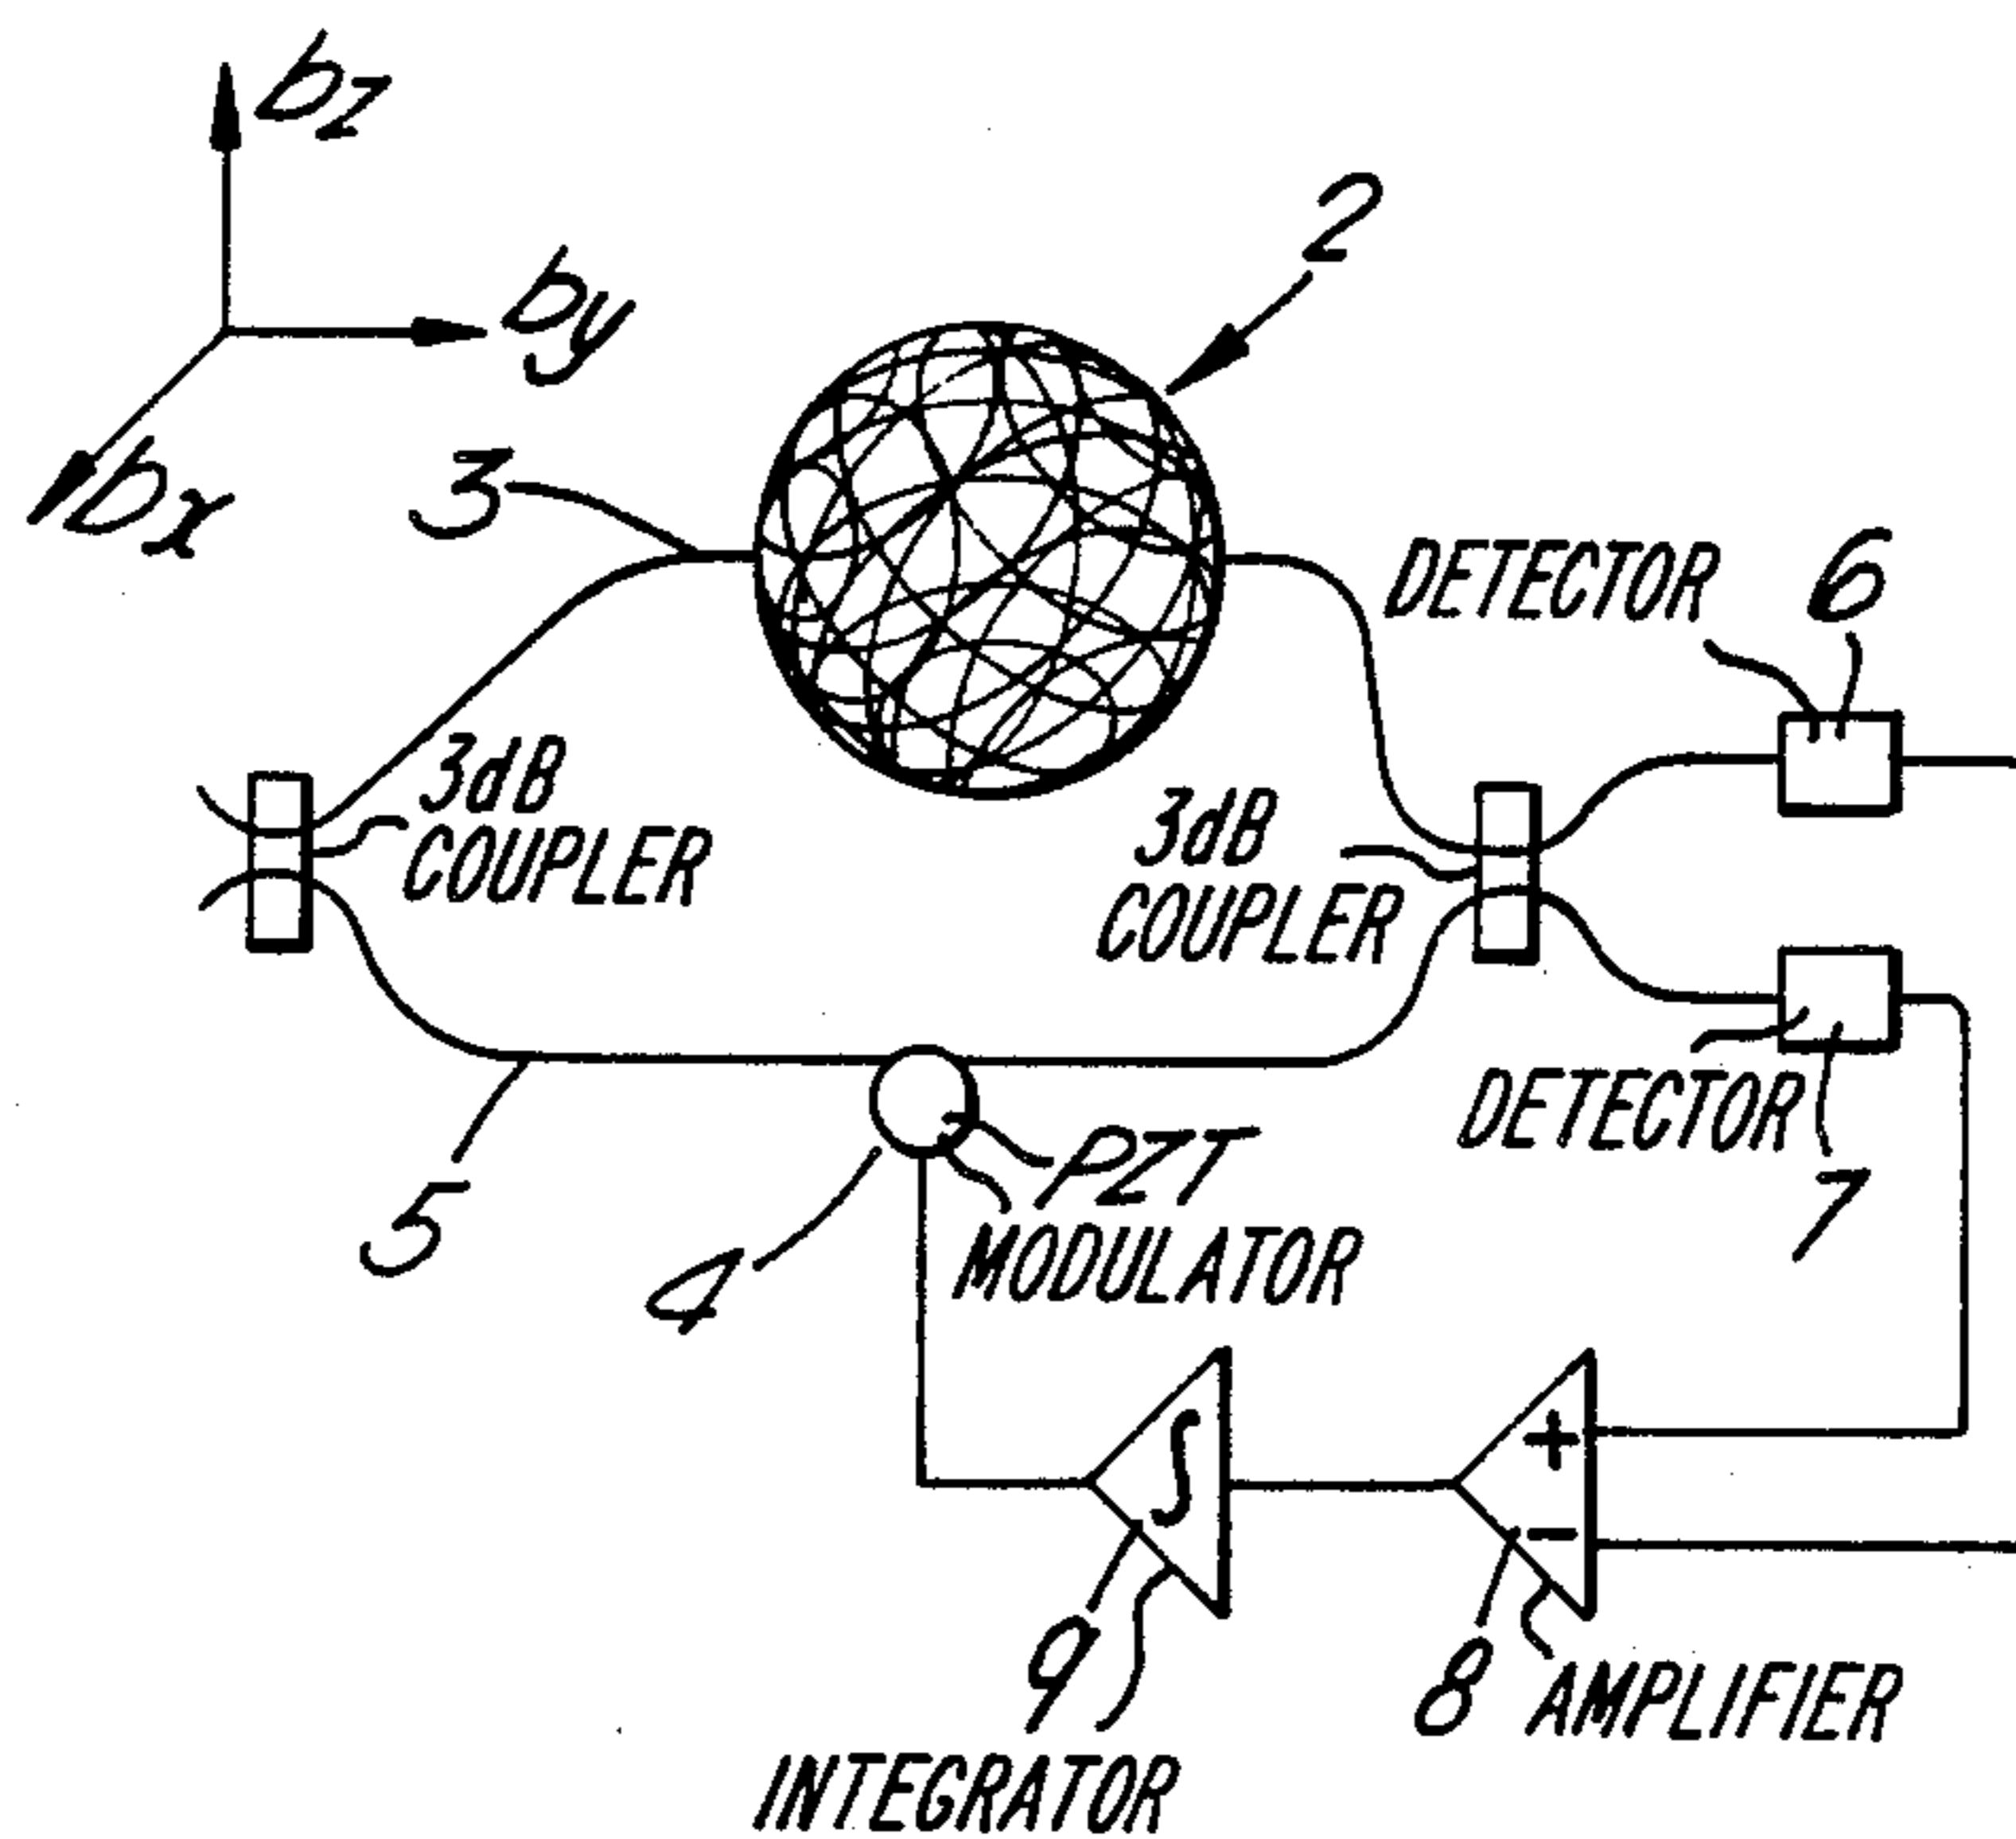 bz
by
bx
2
3
DETECTOR 6
3dB
COUPLER
3dB
COUPLER
DETECTOR
7
5
4
PZT
MODULATOR
+
∫
−
9
8 AMPLIFIER
INTEGRATOR